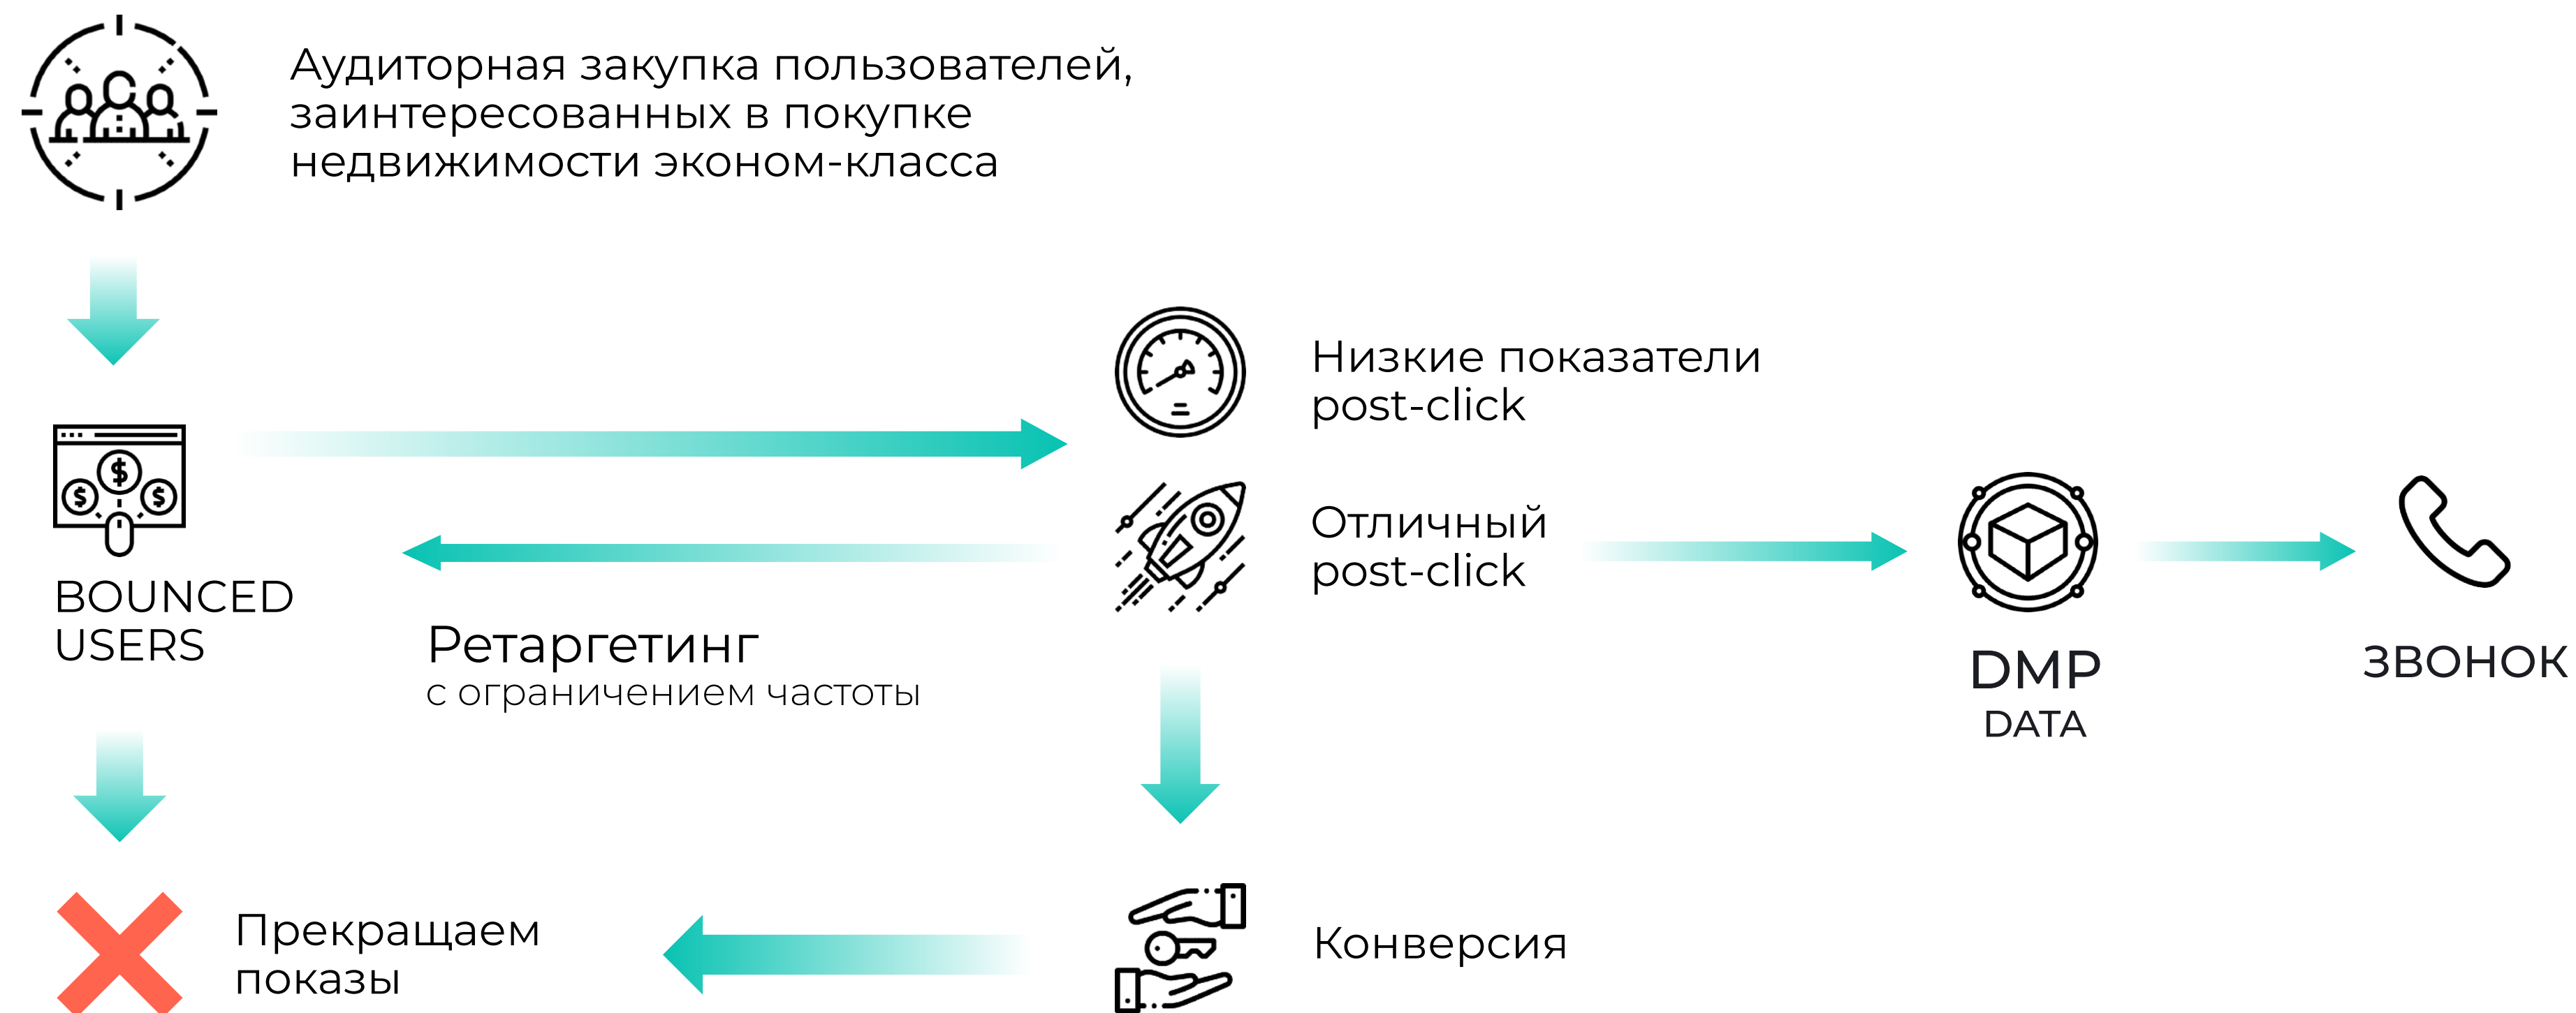 Аудиторная закупка пользователей,
заинтересованных в покупке
недвижимости эконом-класса
Низкие показатели
post-click
Отличный
post-click
BOUNCED
USERS
Ретаргетинг
с ограничением частоты
DMP
DATA
ЗВОНОК
Прекращаем
показы
Конверсия